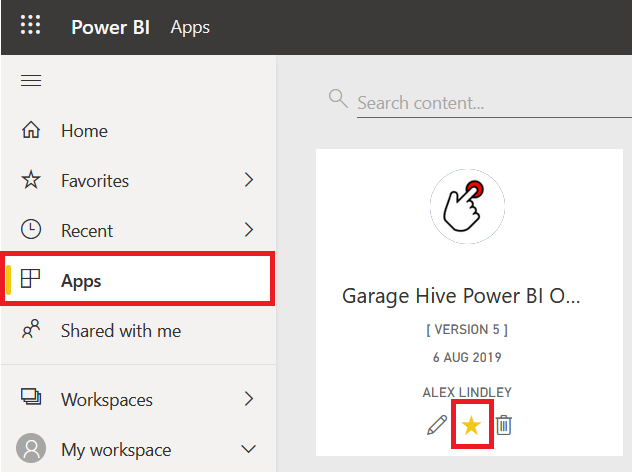 Power BI Apps
Home
Favorites
Recent
Apps
Shared with me
Workspaces
My workspace
Search content...
Garage Hive Power BI O...
[ VERSION 5 ]
6 AUG 2019
ALEX LINDLEY